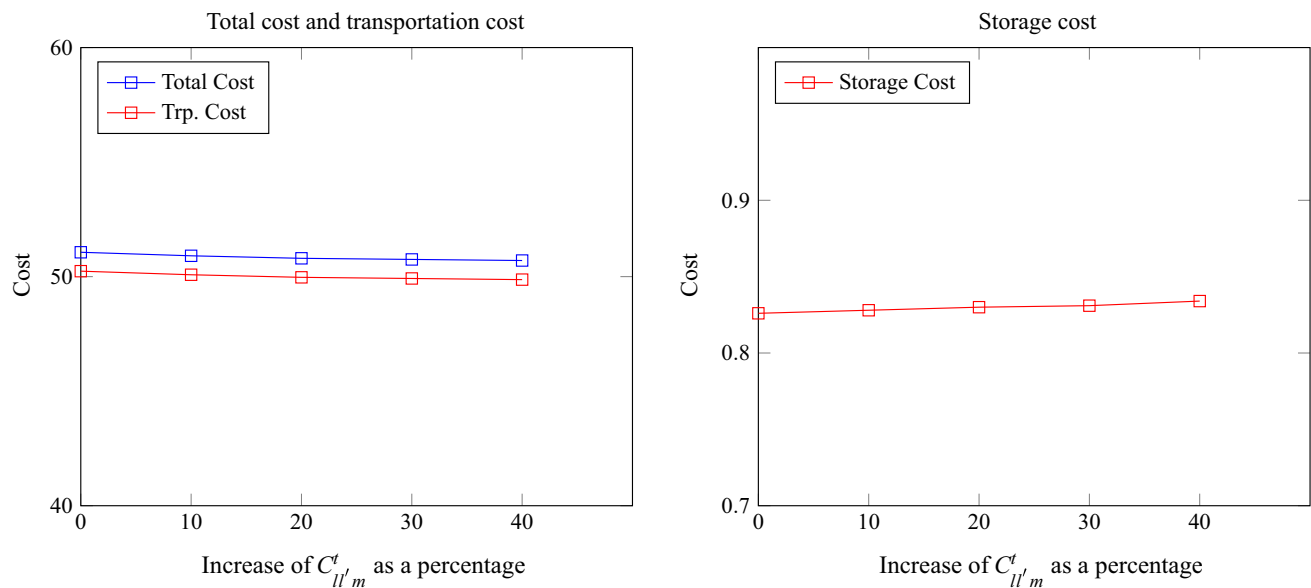 Total cost and transportation cost
60
50
40
Cost
Total Cost
Trp. Cost
0 10 20 30 40
Increase of C^t_{ll'm} as a percentage
Storage cost
0.9
0.8
0.7
Cost
Storage Cost
0 10 20 30 40
Increase of C^t_{ll'm} as a percentage